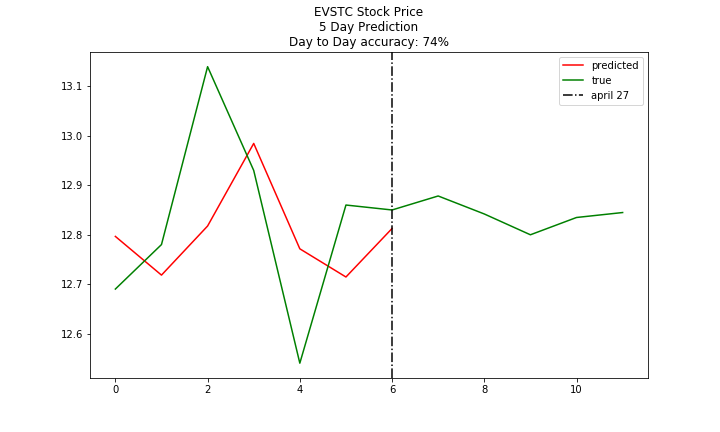 EVSTC Stock Price
5 Day Prediction
Day to Day accuracy: 74%
predicted
true
april 27
13.1
13.0
12.9
12.8
12.7
12.6
0 2 4 6 8 10